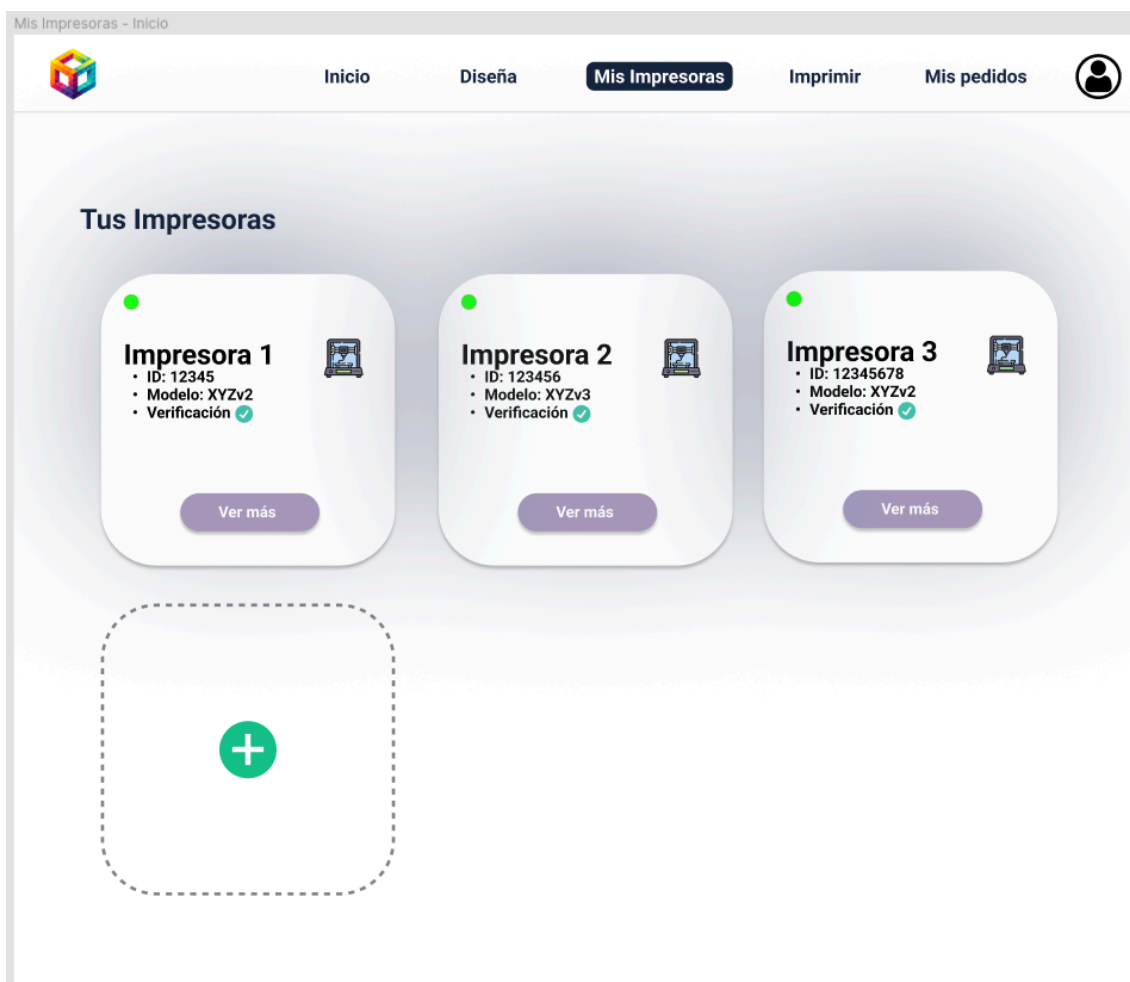 Mis Impresoras - Inicio
Inicio
Diseña
Mis Impresoras
Imprimir
Mis pedidos
Tus Impresoras
Impresora 1
• ID: 12345
• Modelo: XYZv2
• Verificación
Ver más
Impresora 2
• ID: 123456
• Modelo: XYZv3
• Verificación
Ver más
Impresora 3
• ID: 12345678
• Modelo: XYZv2
• Verificación
Ver más